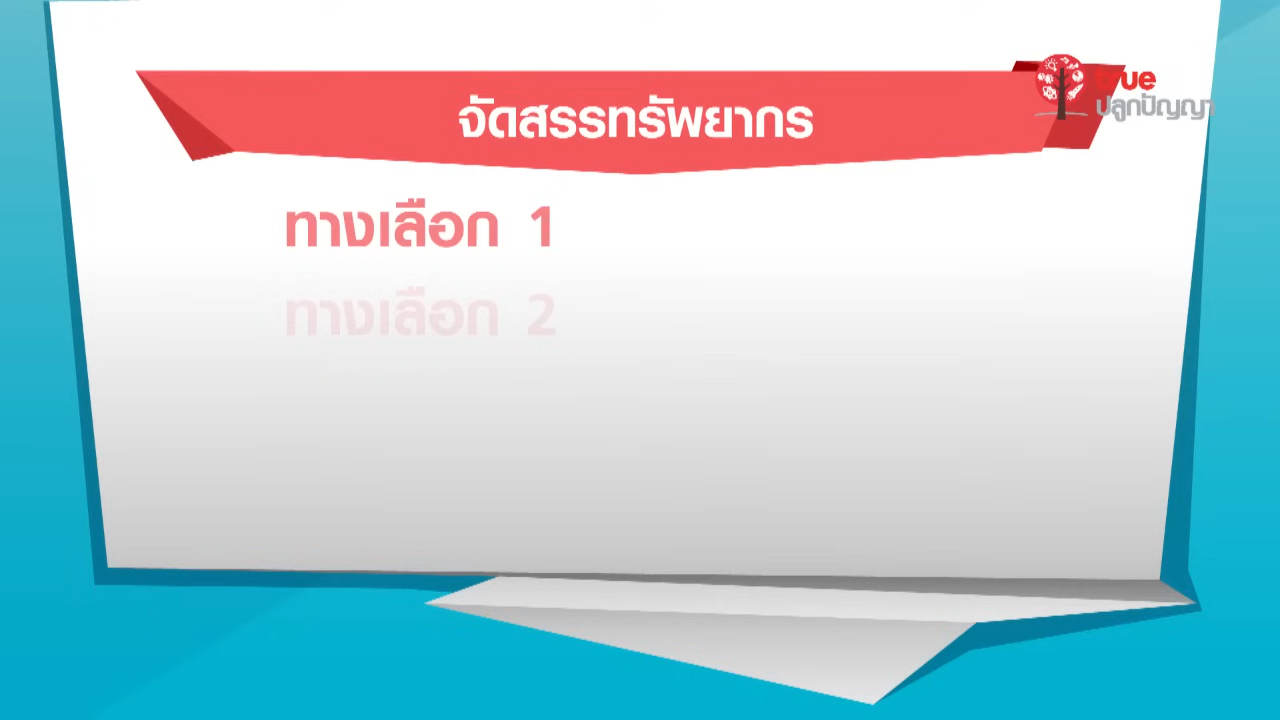 จัดสรรทรัพยากร
true
ปลูกปัญญา
ทางเลือก 1
ทางเลือก 2